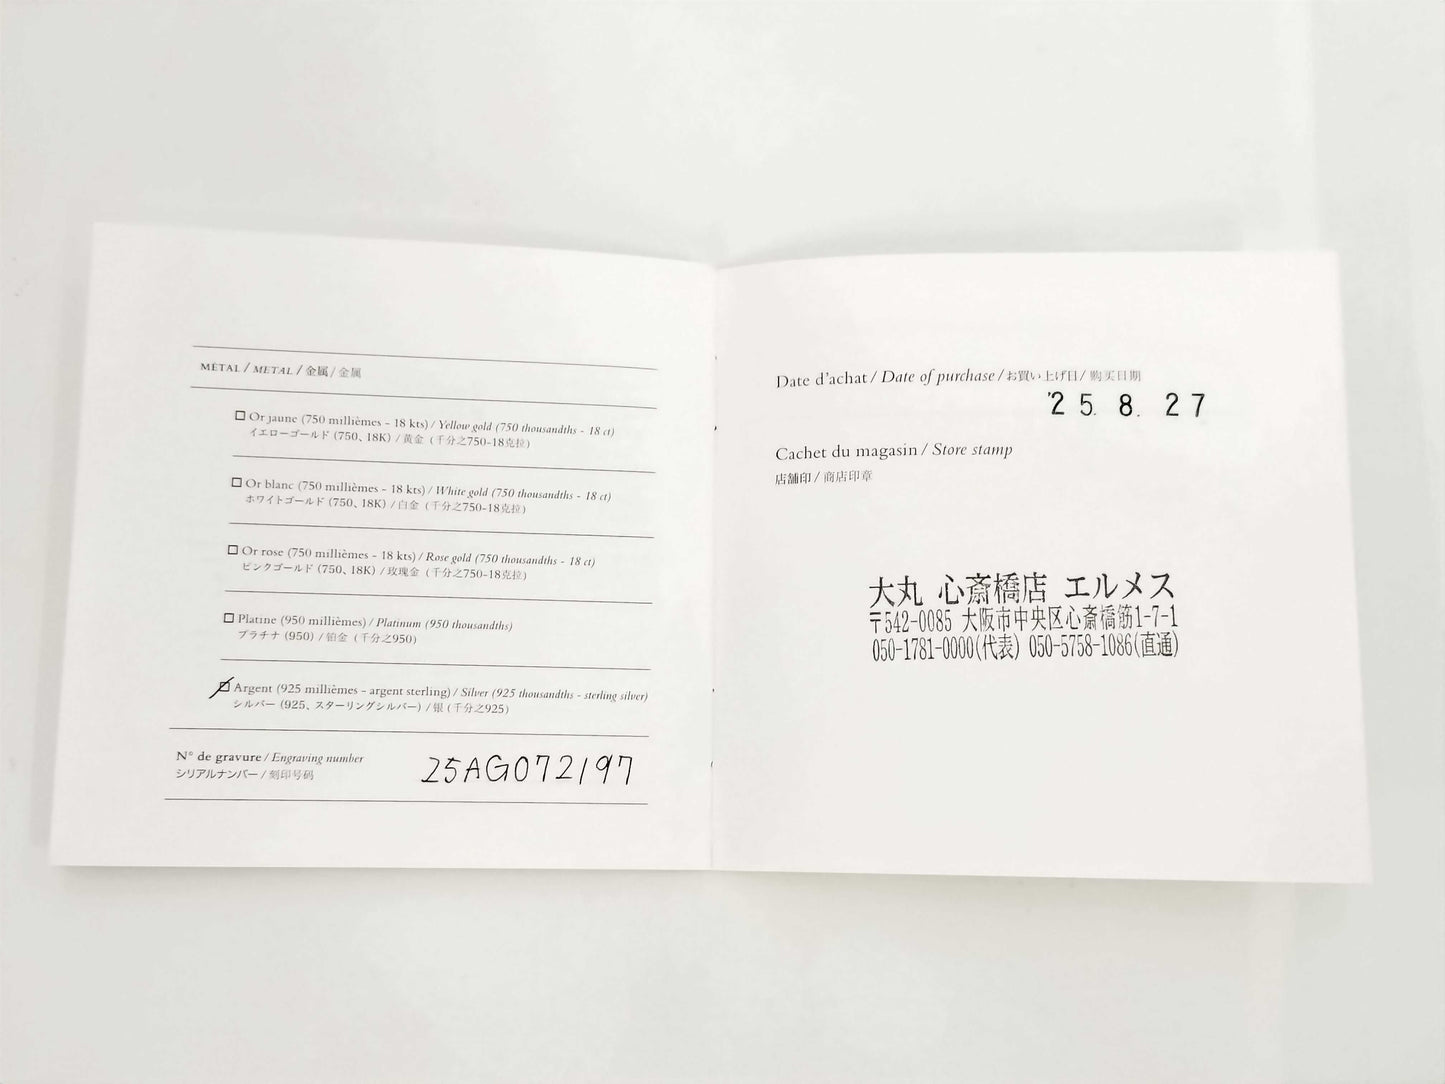 MÉTAL / METAL / 金属 / 金属
Or jaune (750 millièmes - 18 kts) / Yellow gold (750 thousandths - 18 ct)
イエローゴールド (750、18K) / 黄金 (千分之750-18克拉)
Or blanc (750 millièmes - 18 kts) / White gold (750 thousandths - 18 ct)
ホワイトゴールド (750、18K) / 白金 (千分之750-18克拉)
Or rose (750 millièmes - 18 kts) / Rose gold (750 thousandths - 18 ct)
ピンクゴールド (750、18K) / 玫瑰金 (千分之750-18克拉)
Platine (950 millièmes) / Platinum (950 thousandths)
プラチナ (950) / 铂金 (千分之950)
Argent (925 millièmes - argent sterling) / Silver (925 thousandths - sterling silver)
シルバー (925、スターリングシルバー) / 银 (千分之925)
N° de gravure / Engraving number
シリアルナンバー / 刻印号码
25AG072197
Date d'achat / Date of purchase / お買い上げ日 / 购买日期
'25. 8. 27
Cachet du magasin / Store stamp
店舗印 / 商店印章
大丸 心斎橋店 エルメス
〒542-0085 大阪市中央区心斎橋筋1-7-1
050-1781-0000(代表) 050-5758-1086(直通)